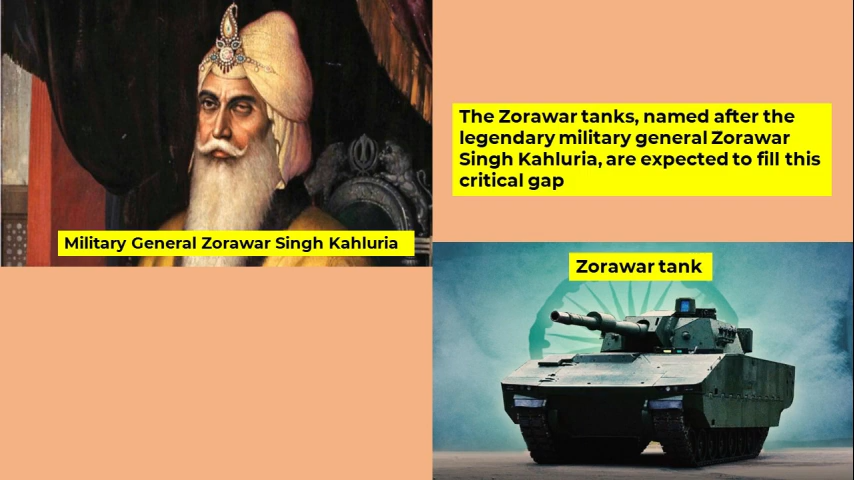 Military General Zorawar Singh Kahluria
The Zorawar tanks, named after the
legendary military general Zorawar
Singh Kahluria, are expected to fill this
critical gap
Zorawar tank